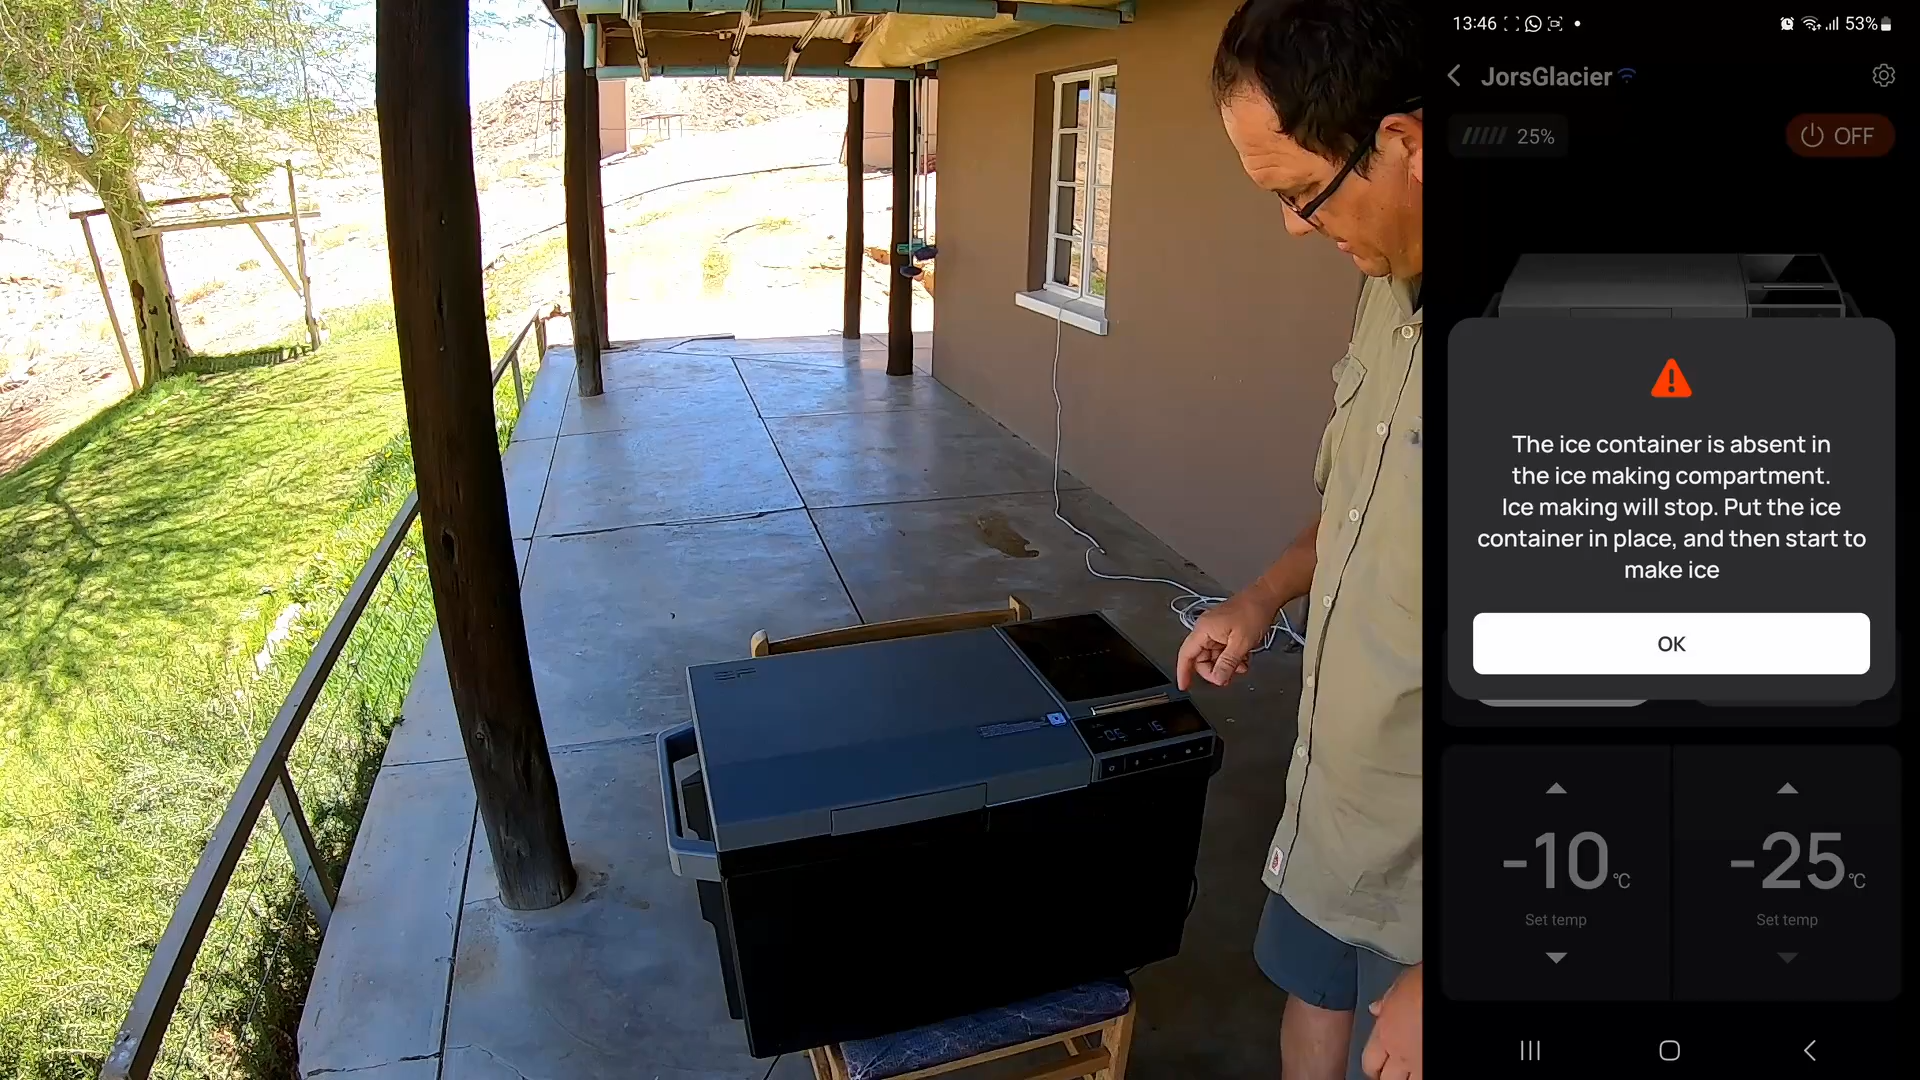 13:46
53%
JorsGlacier
25%
OFF
The ice container is absent in
the ice making compartment.
Ice making will stop. Put the ice
container in place, and then start to
make ice
OK
-10°C
-25°C
Set temp
Set temp
EF